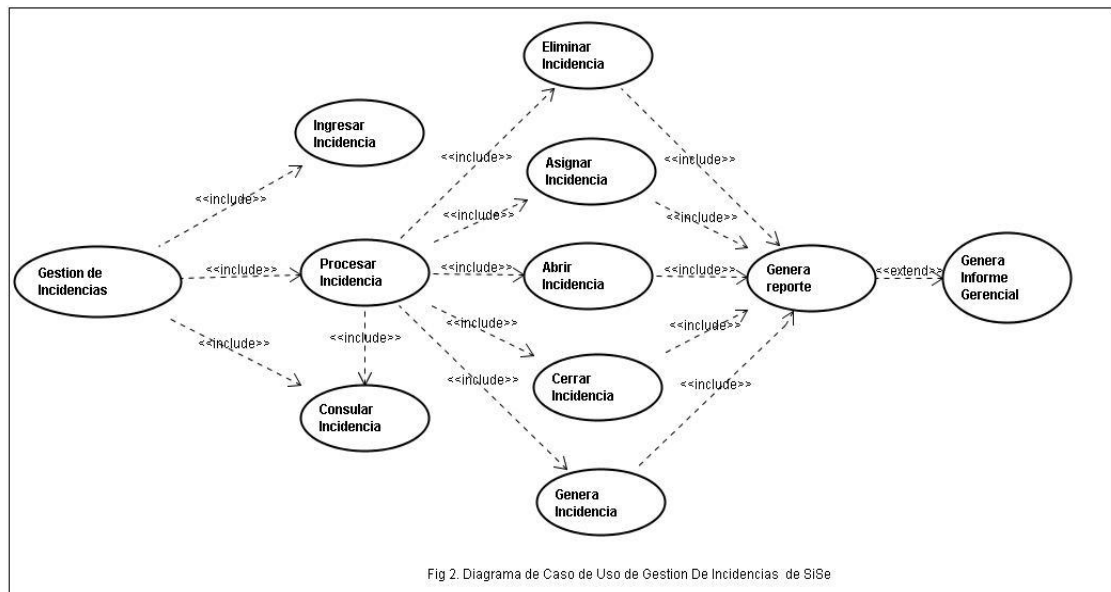 Eliminar
Incidencia
Ingresar
Incidencia
<<include>>
<<include>>
Asignar
Incidencia
<<include>>
<<include>>
<<include>>
<<include>>
Gestion de
Incidencias
<<include>>
Procesar
Incidencia
<<include>>
Abrir
Incidencia
<<include>>
Genera
reporte
<<extend>>
Genera
Informe
Gerencial
<<include>>
<<include>>
<<include>>
<<include>>
<<include>>
Cerrar
Incidencia
<<include>>
Consular
Incidencia
Genera
Incidencia
Fig 2. Diagrama de Caso de Uso de Gestion De Incidencias de SiSe